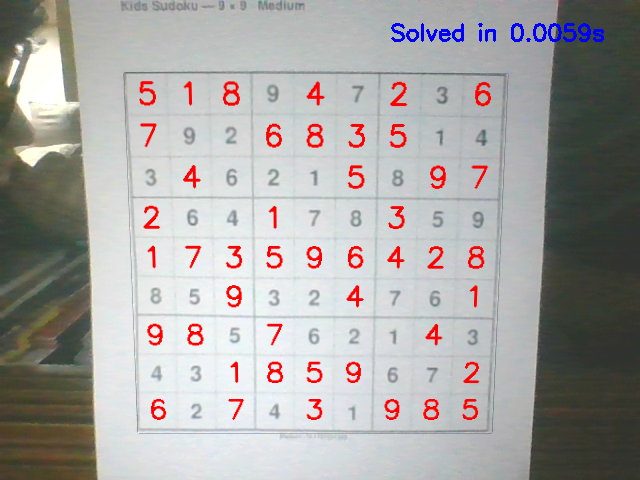 Kids Sudoku — 9 × 9 Medium
Solved in 0.0059s
5 1 8 9 4 7 2 3 6
7 9 2 6 8 3 5 1 4
3 4 6 2 1 5 8 9 7
2 6 4 1 7 8 3 5 9
1 7 3 5 9 6 4 2 8
8 5 9 3 2 4 7 6 1
9 8 5 7 6 2 1 4 3
4 3 1 8 5 9 6 7 2
6 2 7 4 3 1 9 8 5